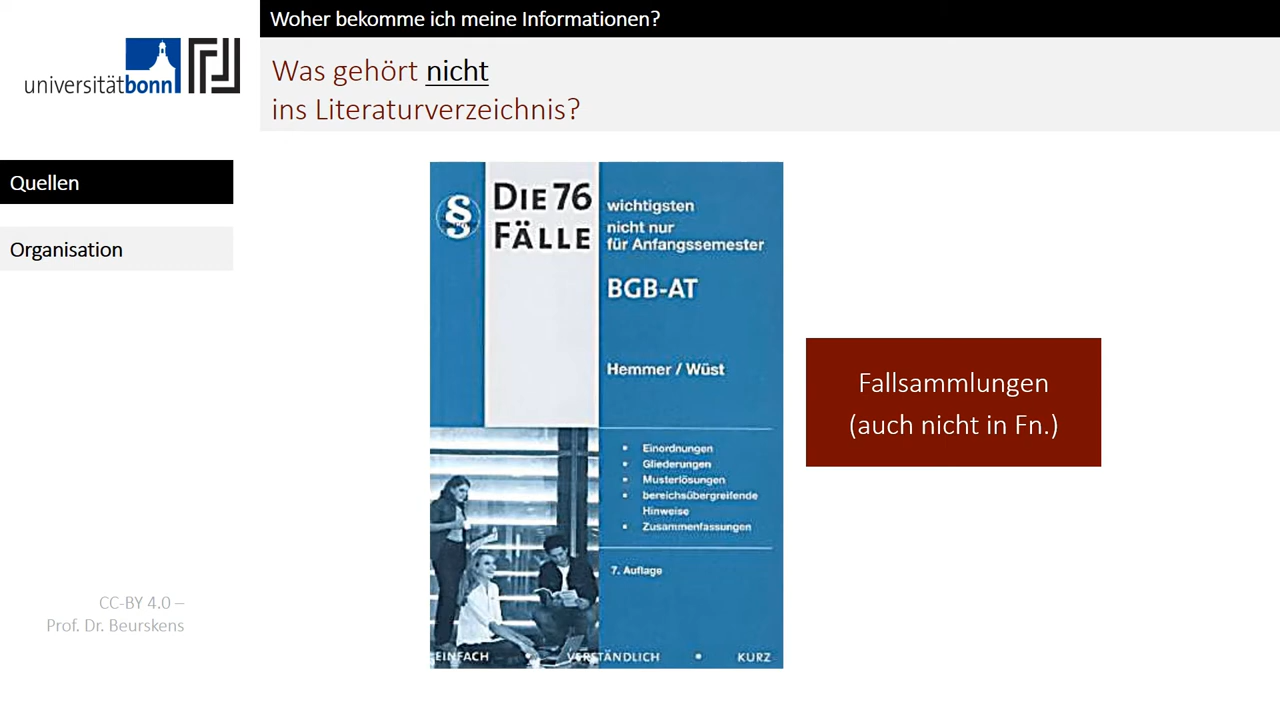 Woher bekomme ich meine Informationen?
universitätbonn
Was gehört nicht
ins Literaturverzeichnis?
Quellen
Organisation
DIE 76
FÄLLE
wichtigsten
nicht nur
für Anfangssemester
BGB-AT
Hemmer / Wüst
• Einordnungen
• Gliederungen
• Musterlösungen
• bereichsübergreifende
Hinweise
• Zusammenfassungen
7. Auflage
EINFACH • VERSTÄNDLICH • KURZ
Fallsammlungen
(auch nicht in Fn.)
CC-BY 4.0 –
Prof. Dr. Beurskens